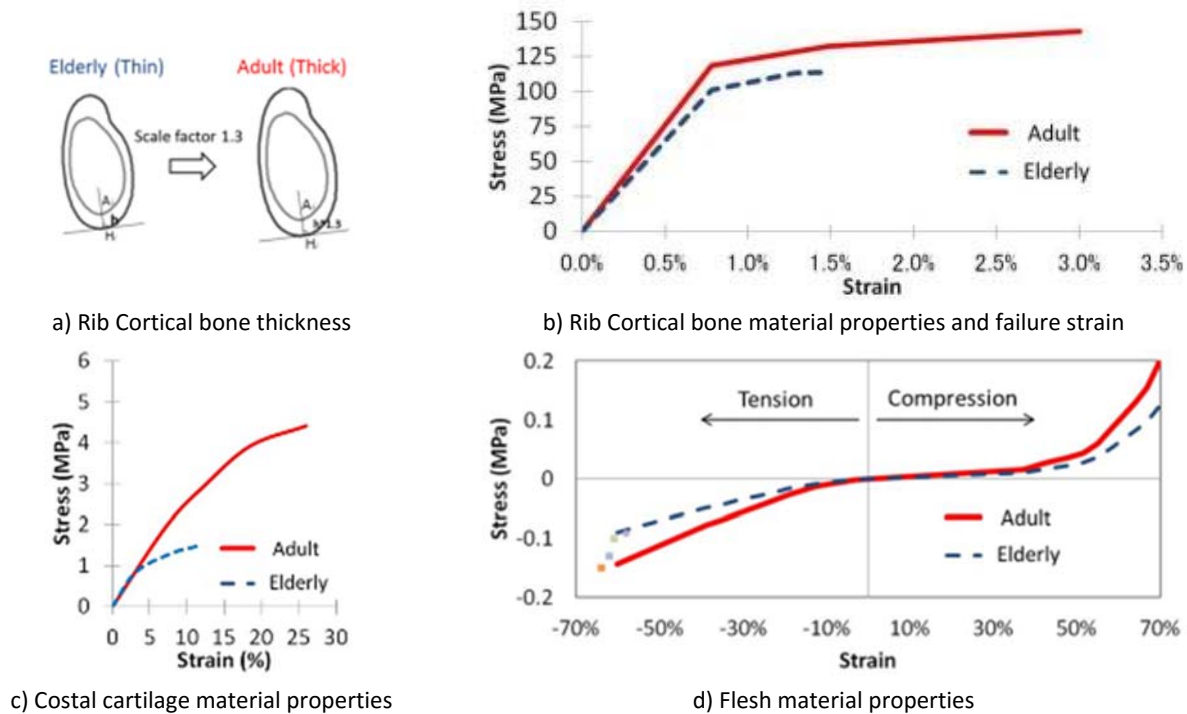 Elderly (Thin)
Adult (Thick)
Scale factor 1.3
A
h
H
A
h*1.3
H
a) Rib Cortical bone thickness
Stress (MPa)
150
125
100
75
50
25
0
Adult
Elderly
0.0% 0.5% 1.0% 1.5% 2.0% 2.5% 3.0% 3.5%
Strain
b) Rib Cortical bone material properties and failure strain
Stress (MPa)
6
5
4
3
2
1
0
Adult
Elderly
0 5 10 15 20 25 30
Strain (%)
c) Costal cartilage material properties
Stress (MPa)
0.2
0.1
0
-0.1
-0.2
Tension
Compression
Adult
Elderly
-70% -50% -30% -10% 10% 30% 50% 70%
Strain
d) Flesh material properties